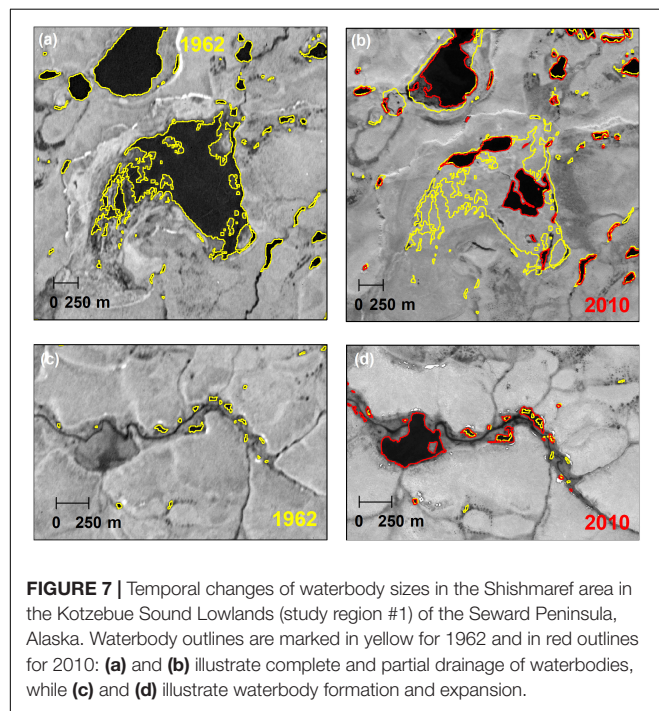 (a)
1962
0 250 m
(b)
0 250 m
2010
(c)
0 250 m
1962
(d)
0 250 m
2010
FIGURE 7 | Temporal changes of waterbody sizes in the Shishmaref area in
the Kotzebue Sound Lowlands (study region #1) of the Seward Peninsula,
Alaska. Waterbody outlines are marked in yellow for 1962 and in red outlines
for 2010: (a) and (b) illustrate complete and partial drainage of waterbodies,
while (c) and (d) illustrate waterbody formation and expansion.